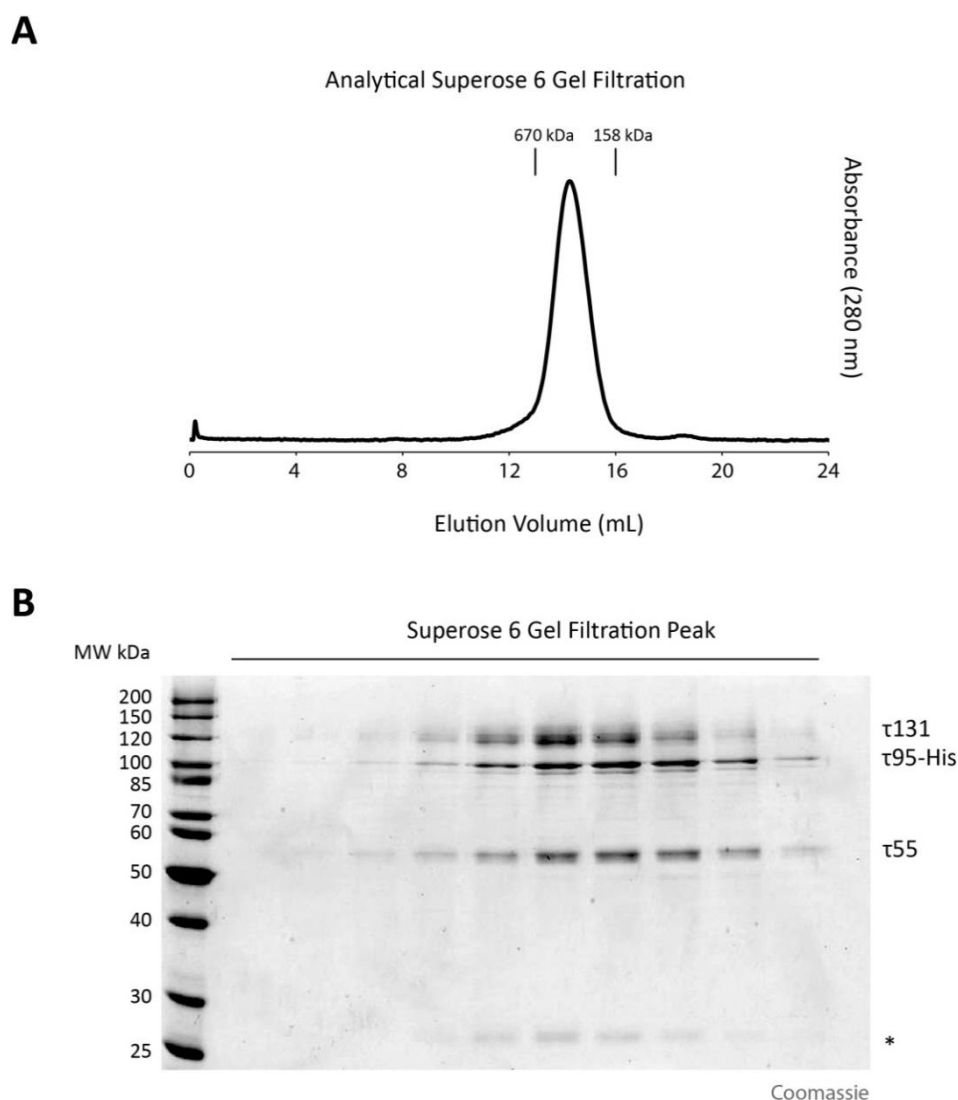 A
Analytical Superose 6 Gel Filtration
670 kDa 158 kDa
Absorbance (280 nm)
0 4 8 12 16 20 24
Elution Volume (mL)
B
Superose 6 Gel Filtration Peak
MW kDa
200
150
120
100
85
70
60
50
40
30
25
τ131
τ95-His
τ55
*
Coomassie